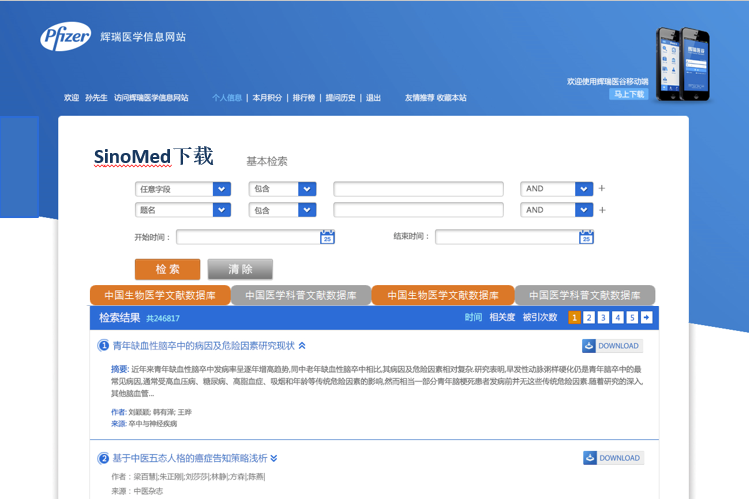 Pfizer 辉瑞医学信息网站
欢迎使用辉瑞医谷移动端
马上下载
欢迎 孙先生 访问辉瑞医学信息网站 个人信息 | 本月积分 | 排行榜 | 提问历史 | 退出 友情推荐 收藏本站
SinoMed下载 基本检索
任意字段 包含 AND +
题名 包含 AND +
开始时间： 25 结束时间： 25
检 索 清 除
中国生物医学文献数据库 中国医学科普文献数据库 中国生物医学文献数据库 中国医学科普文献数据库
检索结果 共246817 时间 相关度 被引次数 1 2 3 4 5
1 青年缺血性脑卒中的病因及危险因素研究现状 DOWNLOAD
摘要: 近年来青年缺血性脑卒中发病率呈逐年增高趋势,同中老年缺血性脑卒中相比,其病因及危险因素相对复杂.研究表明,早发性动脉粥样硬化仍是青年脑卒中的最
常见病因,通常受高血压病、糖尿病、高脂血症、吸烟和年龄等传统危险因素的影响,然而相当一部分青年脑梗死患者发病前并无这些传统危险因素.随着研究的深入,
其他脑血管...
作者: 刘颖颖; 韩有泽; 王晔
来源: 卒中与神经疾病
2 基于中医五态人格的癌症告知策略浅析 DOWNLOAD
作者：梁百慧|;朱正刚|;刘莎莎|;林静|;方森|;陈燕|
来源：中医杂志